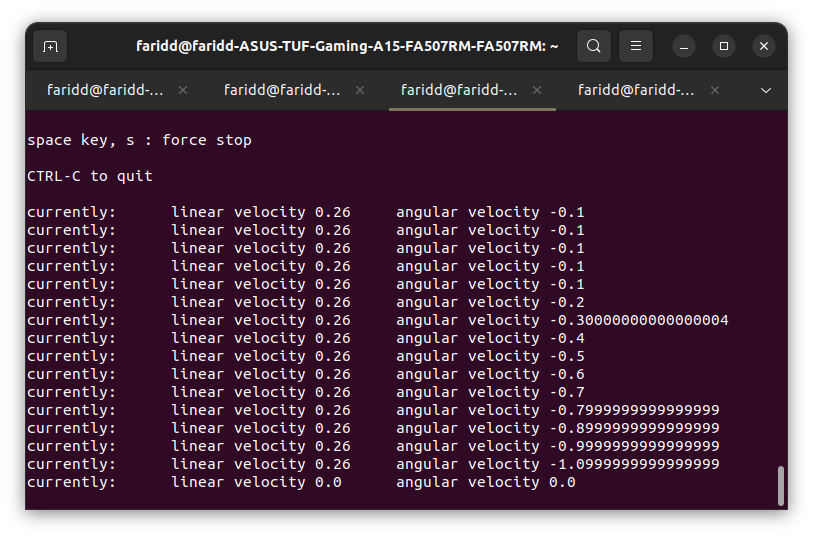 faridd@faridd-ASUS-TUF-Gaming-A15-FA507RM-FA507RM: ~
faridd@faridd-... faridd@faridd-... faridd@faridd-... faridd@faridd-...
space key, s : force stop
CTRL-C to quit
currently:	linear velocity 0.26	angular velocity -0.1
currently:	linear velocity 0.26	angular velocity -0.1
currently:	linear velocity 0.26	angular velocity -0.1
currently:	linear velocity 0.26	angular velocity -0.1
currently:	linear velocity 0.26	angular velocity -0.1
currently:	linear velocity 0.26	angular velocity -0.2
currently:	linear velocity 0.26	angular velocity -0.30000000000000004
currently:	linear velocity 0.26	angular velocity -0.4
currently:	linear velocity 0.26	angular velocity -0.5
currently:	linear velocity 0.26	angular velocity -0.6
currently:	linear velocity 0.26	angular velocity -0.7
currently:	linear velocity 0.26	angular velocity -0.7999999999999999
currently:	linear velocity 0.26	angular velocity -0.8999999999999999
currently:	linear velocity 0.26	angular velocity -0.9999999999999999
currently:	linear velocity 0.26	angular velocity -1.0999999999999999
currently:	linear velocity 0.0	angular velocity 0.0